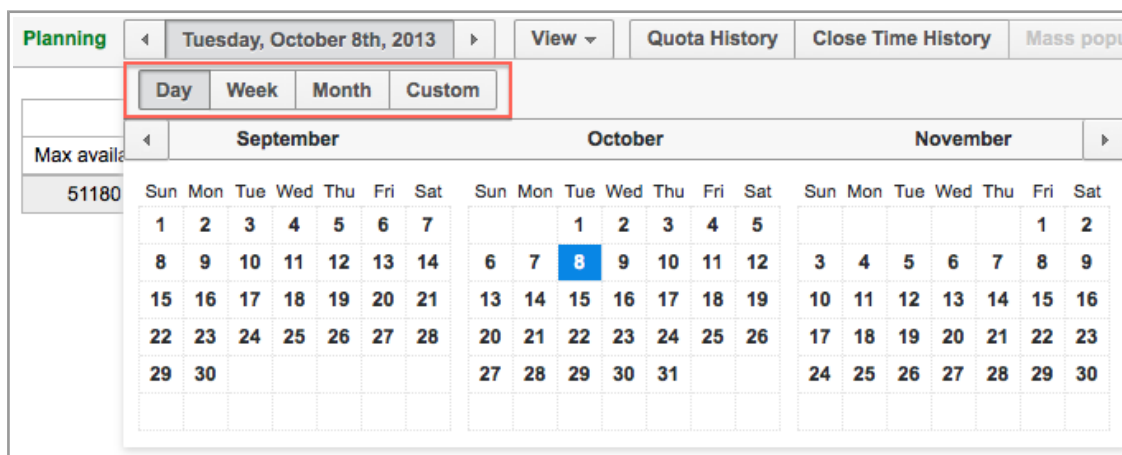 Planning Tuesday, October 8th, 2013 View Quota History Close Time History Mass popu
Day Week Month Custom
September October November
Max availa
51180
Sun Mon Tue Wed Thu Fri Sat Sun Mon Tue Wed Thu Fri Sat Sun Mon Tue Wed Thu Fri Sat
1 2 3 4 5 6 7 1 2 3 4 5 1 2
8 9 10 11 12 13 14 6 7 8 9 10 11 12 3 4 5 6 7 8 9
15 16 17 18 19 20 21 13 14 15 16 17 18 19 10 11 12 13 14 15 16
22 23 24 25 26 27 28 20 21 22 23 24 25 26 17 18 19 20 21 22 23
29 30 27 28 29 30 31 24 25 26 27 28 29 30